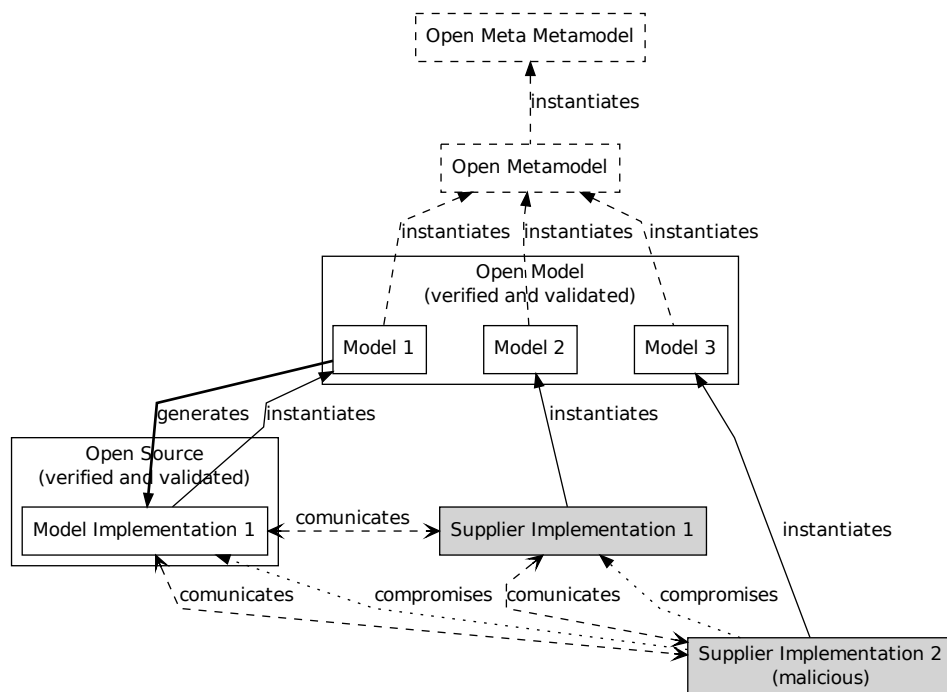 Open Meta Metamodel
instantiates
Open Metamodel
instantiates instantiates instantiates
Open Model
(verified and validated)
Model 1 Model 2 Model 3
generates instantiates instantiates
Open Source
(verified and validated)
comunicates
Model Implementation 1 Supplier Implementation 1 instantiates
comunicates compromises comunicates compromises
Supplier Implementation 2
(malicious)